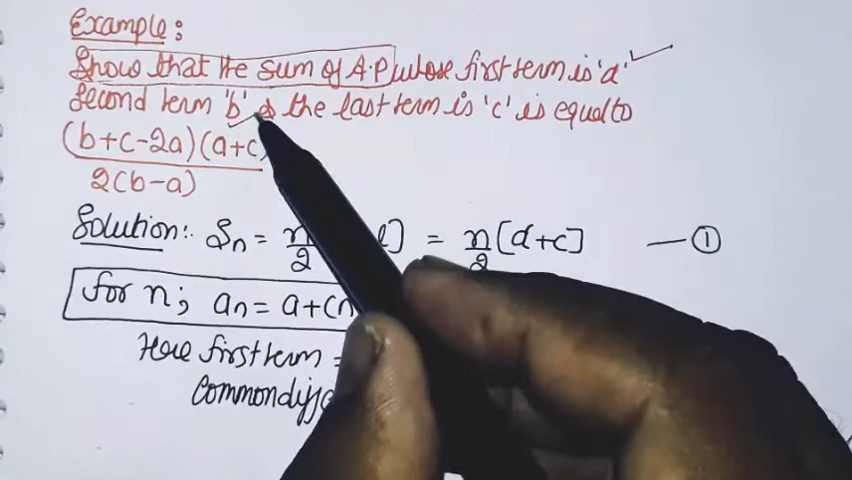 Example:
Show that the sum of A.P whose first term is 'a'
Second term 'b' & the last term is 'c' is equal to
(b+c-2a)(a+c)
2(b-a)
Solution:- Sn = n/2 l] = n/2 [a+c] — ①
for n; an = a+(n
Here first term =
Common diff